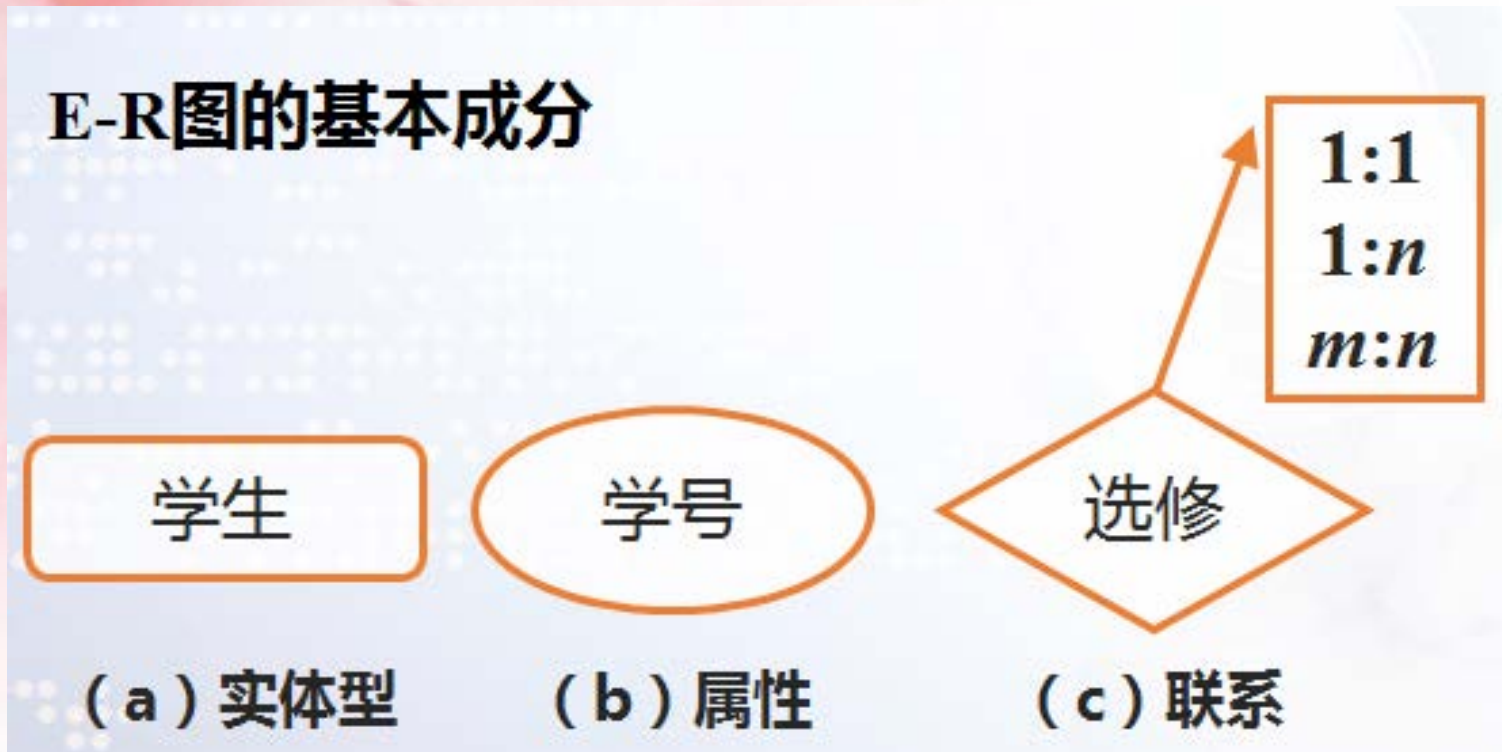 E-R图的基本成分
1:1
1:n
m:n
学生
学号
选修
（a）实体型
（b）属性
（c）联系